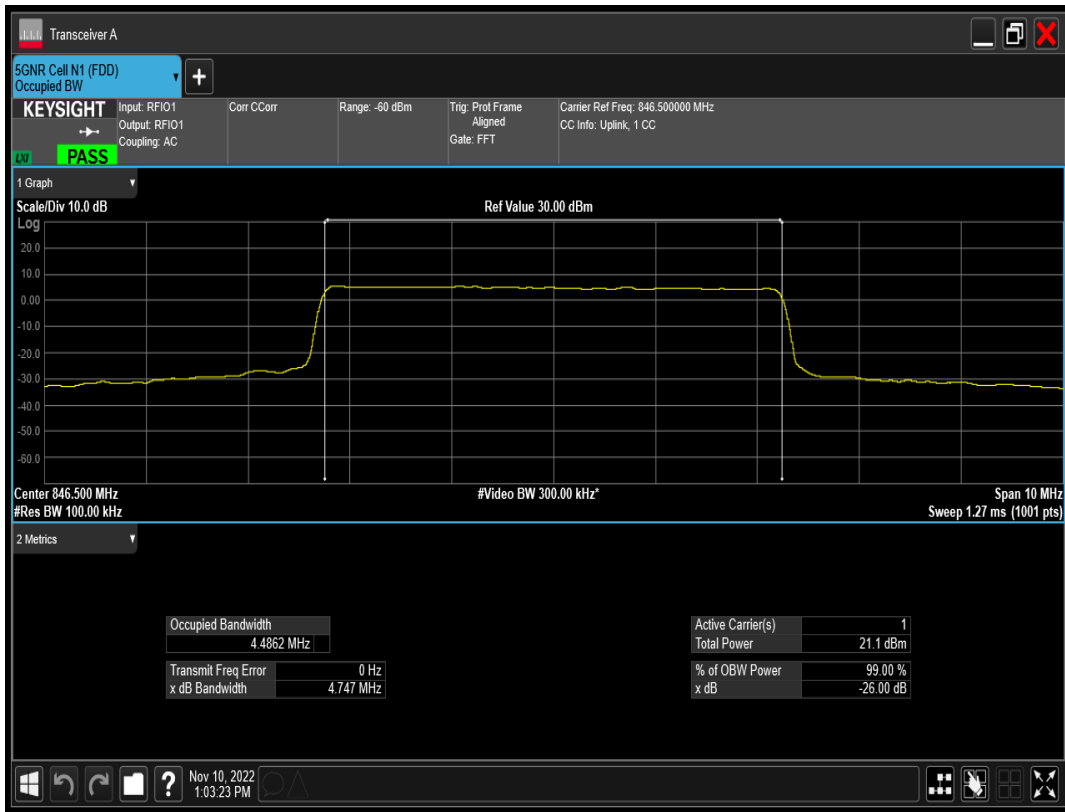 Transceiver A
5GNR Cell N1 (FDD)
Occupied BW
KEYSIGHT
LXI
PASS
Input: RFIO1
Output: RFIO1
Coupling: AC
Corr CCorr
Range: -60 dBm
Trig: Prot Frame
Aligned
Gate: FFT
Carrier Ref Freq: 846.500000 MHz
CC Info: Uplink, 1 CC
1 Graph
Scale/Div 10.0 dB
Ref Value 30.00 dBm
Log
20.0
10.0
0.00
-10.0
-20.0
-30.0
-40.0
-50.0
-60.0
Center 846.500 MHz
#Video BW 300.00 kHz*
Span 10 MHz
#Res BW 100.00 kHz
Sweep 1.27 ms (1001 pts)
2 Metrics
Occupied Bandwidth
4.4862 MHz
Transmit Freq Error 0 Hz
x dB Bandwidth 4.747 MHz
Active Carrier(s) 1
Total Power 21.1 dBm
% of OBW Power 99.00 %
x dB -26.00 dB
?
Nov 10, 2022
1:03:23 PM